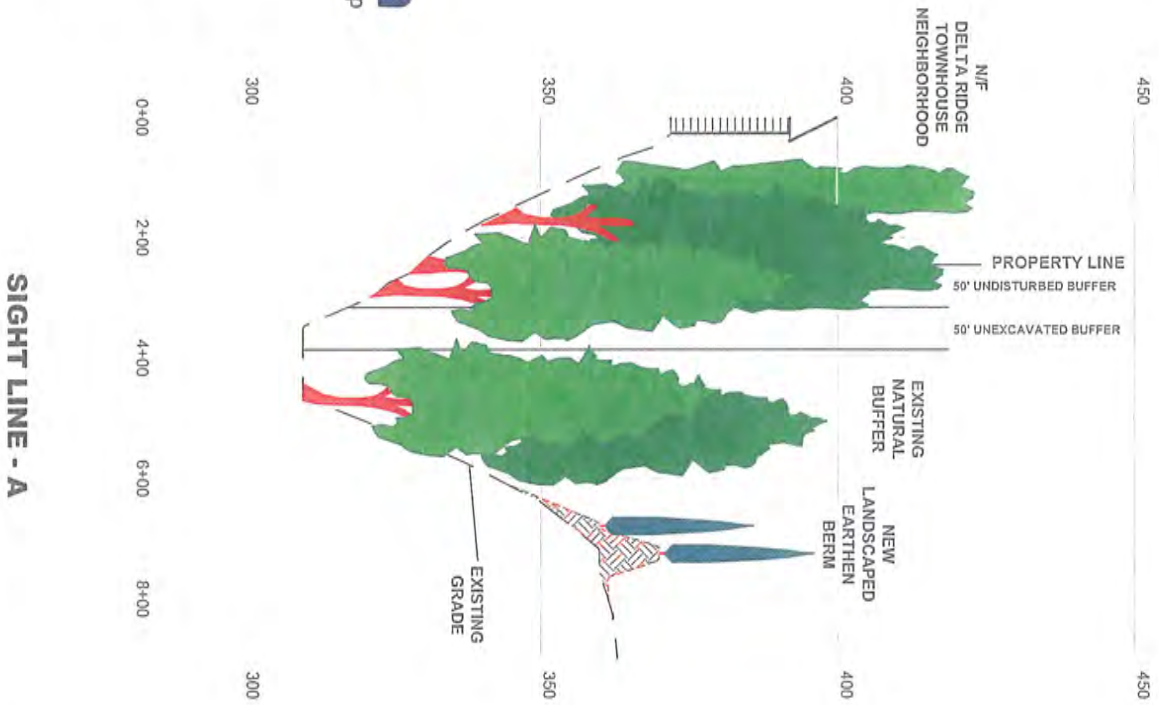 450
400
350
300
N/F
DELTA RIDGE
TOWNHOUSE
NEIGHBORHOOD
PROPERTY LINE
50' UNDISTURBED BUFFER
50' UNEXCAVATED BUFFER
EXISTING
NATURAL
BUFFER
NEW
LANDSCAPED
EARTHEN
BERM
EXISTING
GRADE
450
400
350
300
0+00
2+00
4+00
6+00
8+00
SIGHT LINE - A